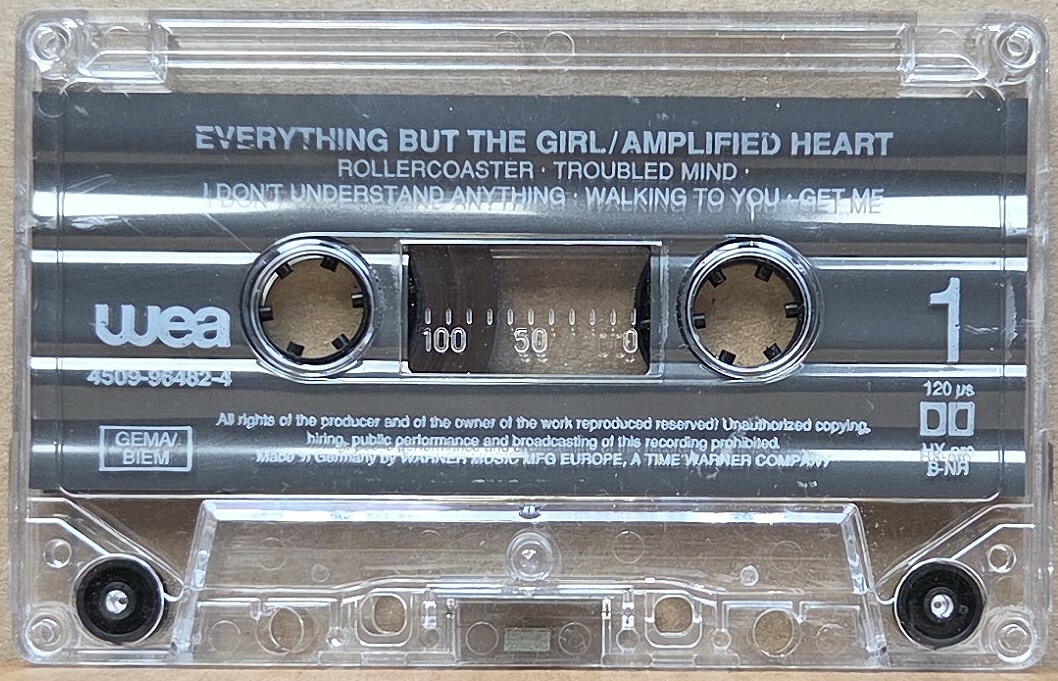 EVERYTHING BUT THE GIRL/AMPLIFIED HEART
ROLLERCOASTER · TROUBLED MIND ·
I DON'T UNDERSTAND ANYTHING · WALKING TO YOU · GET ME
wea
1
100 50 0
4509-96482-4
120 µs
GEMA/
BIEM
HX-PRO
B-NR
All rights of the producer and of the owner of the work reproduced reserved! Unauthorized copying,
hiring, public performance and broadcasting of this recording prohibited.
Made in Germany by WARNER MUSIC MFG EUROPE, A TIME WARNER COMPANY